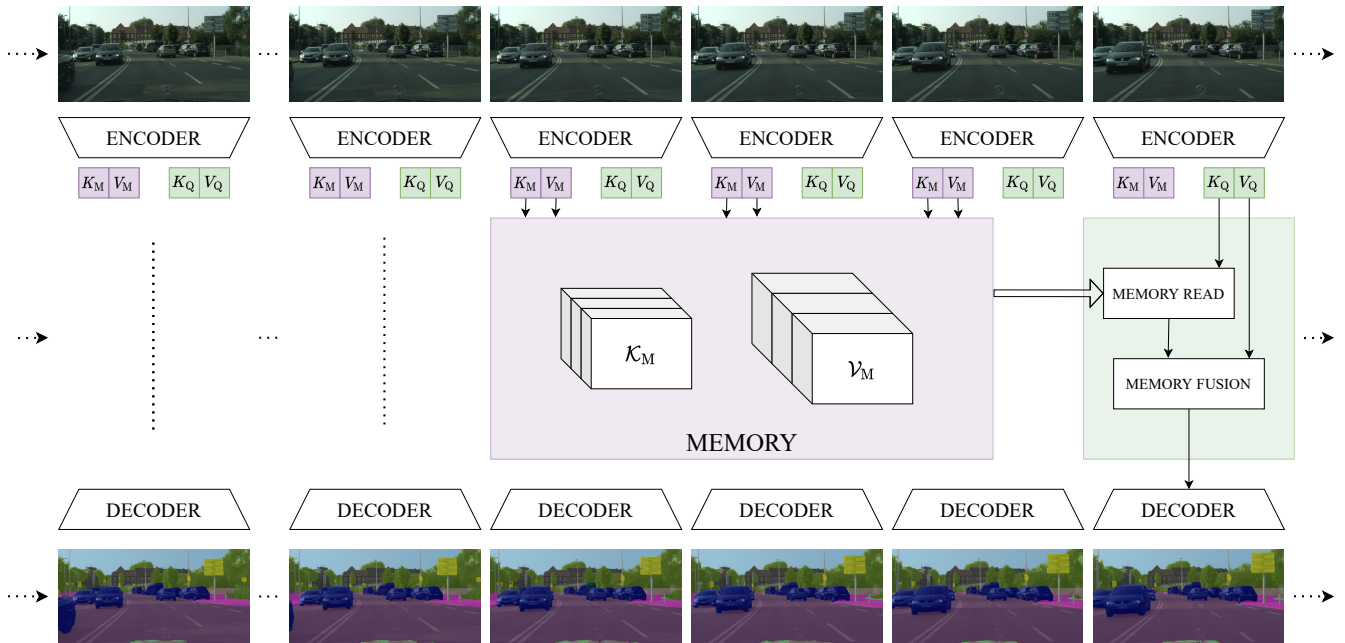 ENCODER ENCODER ENCODER ENCODER ENCODER ENCODER
K_M V_M K_Q V_Q K_M V_M K_Q V_Q K_M V_M K_Q V_Q K_M V_M K_Q V_Q K_M V_M K_Q V_Q K_M V_M K_Q V_Q
MEMORY READ
𝒦_M 𝒱_M
MEMORY FUSION
MEMORY
DECODER DECODER DECODER DECODER DECODER DECODER